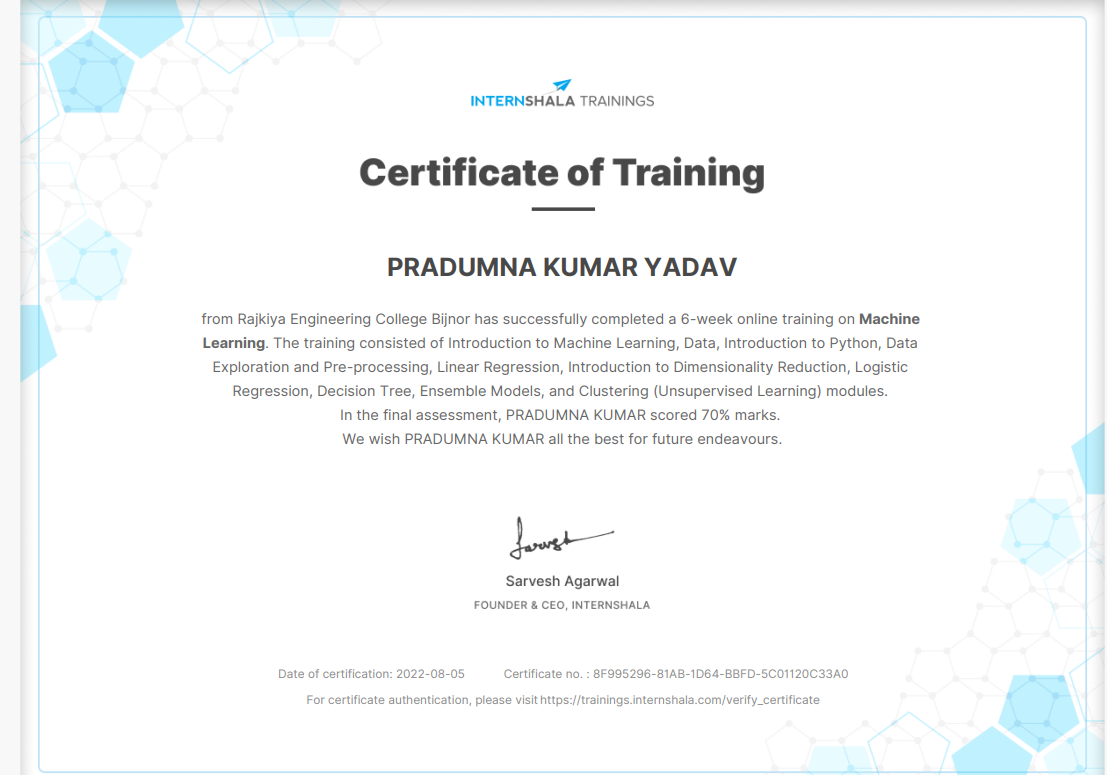 INTERNSHALA TRAININGS
Certificate of Training
PRADUMNA KUMAR YADAV
from Rajkiya Engineering College Bijnor has successfully completed a 6-week online training on Machine
Learning. The training consisted of Introduction to Machine Learning, Data, Introduction to Python, Data
Exploration and Pre-processing, Linear Regression, Introduction to Dimensionality Reduction, Logistic
Regression, Decision Tree, Ensemble Models, and Clustering (Unsupervised Learning) modules.
In the final assessment, PRADUMNA KUMAR scored 70% marks.
We wish PRADUMNA KUMAR all the best for future endeavours.
Sarvesh
Sarvesh Agarwal
FOUNDER & CEO, INTERNSHALA
Date of certification: 2022-08-05 Certificate no. : 8F995296-81AB-1D64-BBFD-5C01120C33A0
For certificate authentication, please visit https://trainings.internshala.com/verify_certificate